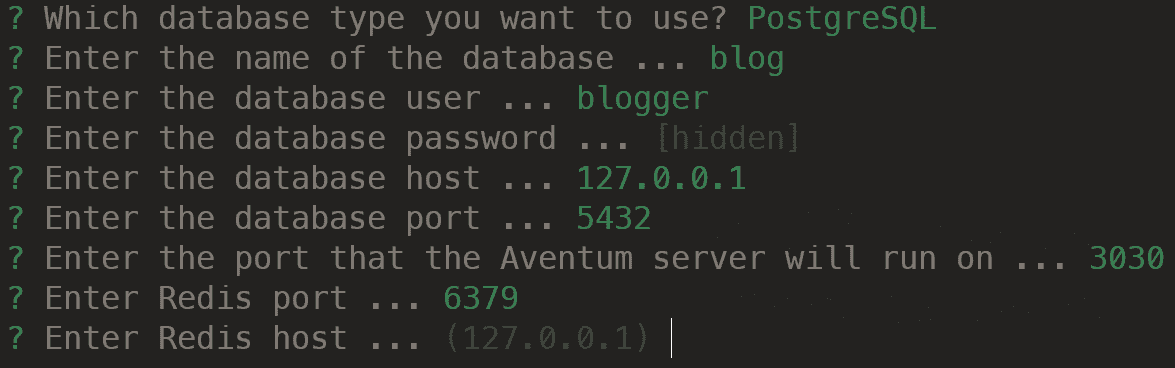 ? Which database type you want to use? PostgreSQL
? Enter the name of the database ... blog
? Enter the database user ... blogger
? Enter the database password ... [hidden]
? Enter the database host ... 127.0.0.1
? Enter the database port ... 5432
? Enter the port that the Aventum server will run on ... 3030
? Enter Redis port ... 6379
? Enter Redis host ... (127.0.0.1)